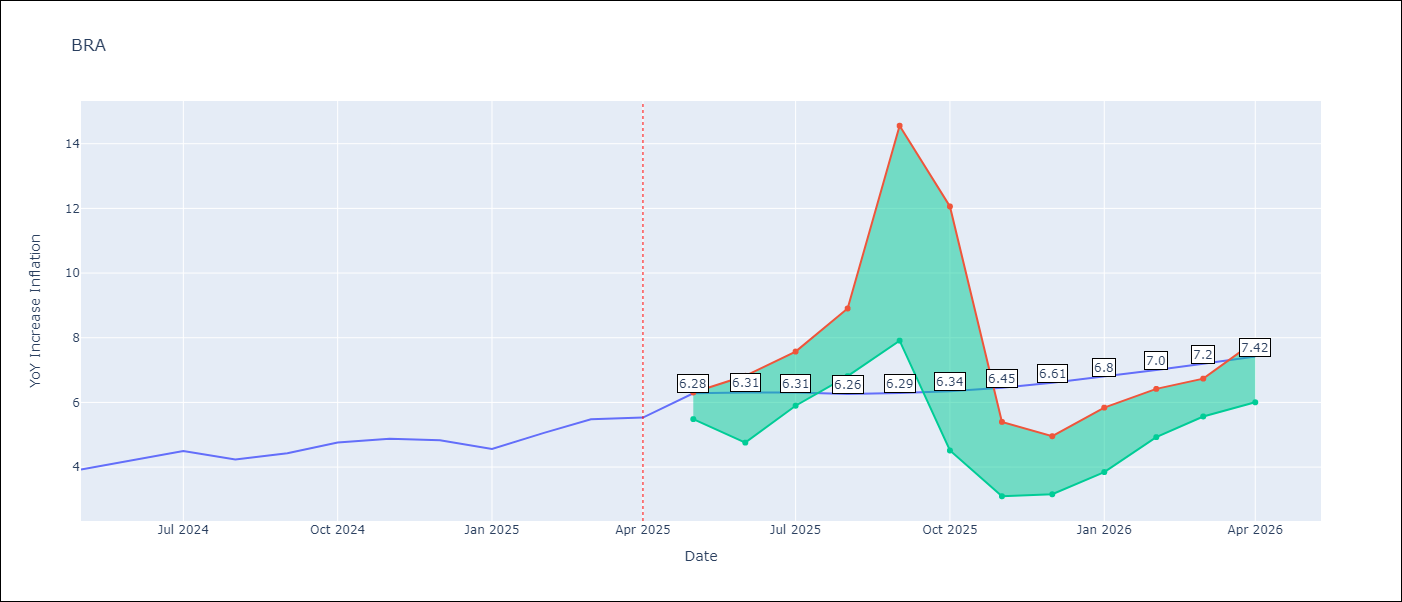 BRA
YoY Increase Inflation
14
12
10
8
6
4
6.28
6.31
6.31
6.26
6.29
6.34
6.45
6.61
6.8
7.0
7.2
7.42
Jul 2024
Oct 2024
Jan 2025
Apr 2025
Jul 2025
Oct 2025
Jan 2026
Apr 2026
Date